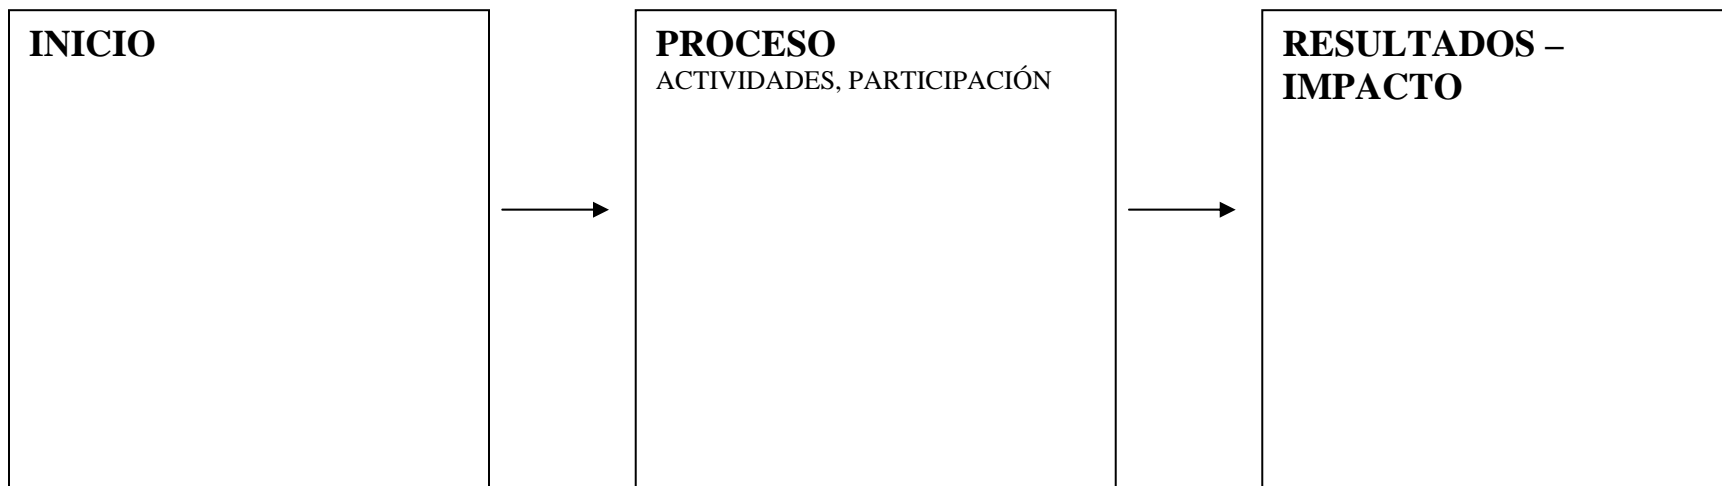 INICIO
PROCESO
ACTIVIDADES, PARTICIPACIÓN
RESULTADOS –
IMPACTO